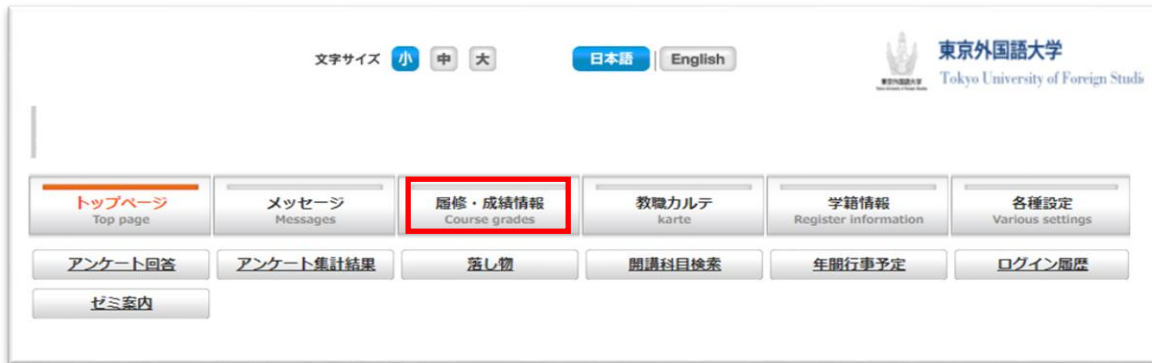 文字サイズ 小 中 大 日本語 English
東京外国語大学
Tokyo University of Foreign Studi
トップページ メッセージ 履修・成績情報 教職カルテ 学籍情報 各種設定
Top page Messages Course grades karte Register information Various settings
アンケート回答 アンケート集計結果 落し物 開講科目検索 年間行事予定 ログイン履歴
ゼミ案内